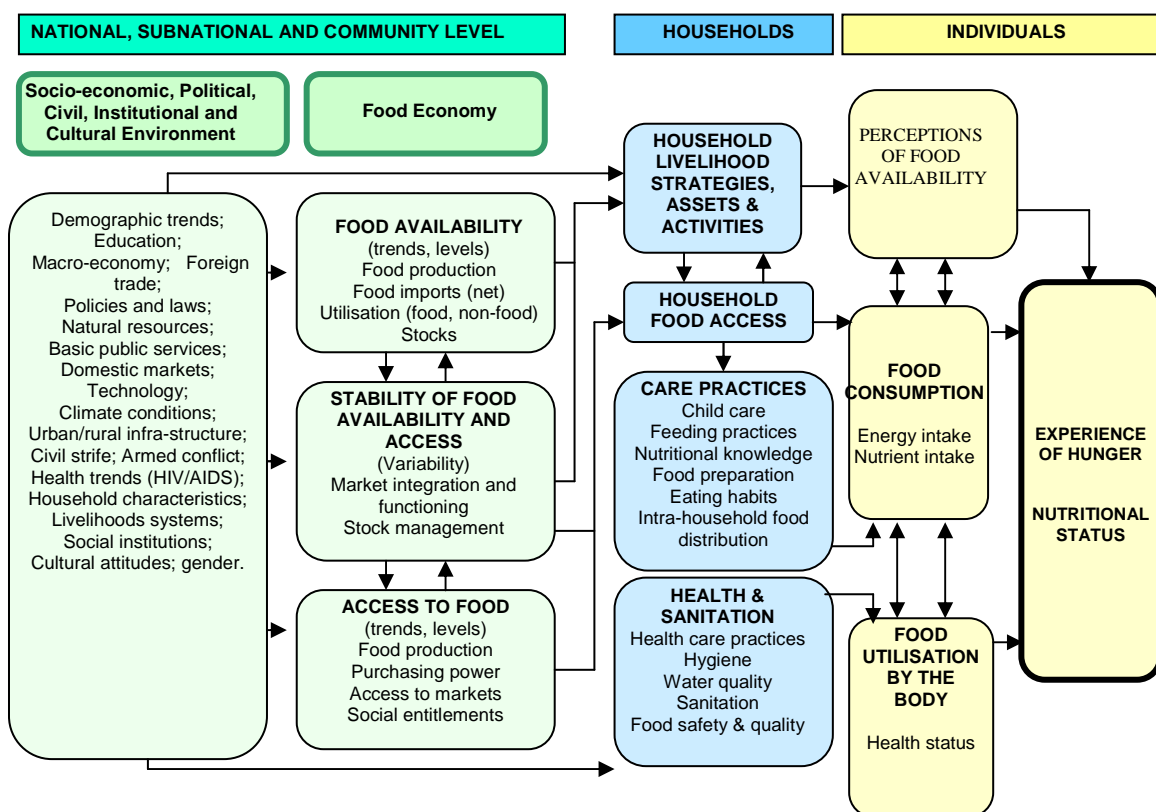 NATIONAL, SUBNATIONAL AND COMMUNITY LEVEL
HOUSEHOLDS
INDIVIDUALS
Socio-economic, Political,
Civil, Institutional and
Cultural Environment
Food Economy
Demographic trends;
Education;
Macro-economy; Foreign
trade;
Policies and laws;
Natural resources;
Basic public services;
Domestic markets;
Technology;
Climate conditions;
Urban/rural infra-structure;
Civil strife; Armed conflict;
Health trends (HIV/AIDS);
Household characteristics;
Livelihoods systems;
Social institutions;
Cultural attitudes; gender.
FOOD AVAILABILITY
(trends, levels)
Food production
Food imports (net)
Utilisation (food, non-food)
Stocks
STABILITY OF FOOD
AVAILABILITY AND
ACCESS
(Variability)
Market integration and
functioning
Stock management
ACCESS TO FOOD
(trends, levels)
Food production
Purchasing power
Access to markets
Social entitlements
HOUSEHOLD
LIVELIHOOD
STRATEGIES,
ASSETS &
ACTIVITIES
HOUSEHOLD
FOOD ACCESS
CARE PRACTICES
Child care
Feeding practices
Nutritional knowledge
Food preparation
Eating habits
Intra-household food
distribution
HEALTH &
SANITATION
Health care practices
Hygiene
Water quality
Sanitation
Food safety & quality
PERCEPTIONS
OF FOOD
AVAILABILITY
FOOD
CONSUMPTION
Energy intake
Nutrient intake
FOOD
UTILISATION
BY THE
BODY
Health status
EXPERIENCE
OF HUNGER
NUTRITIONAL
STATUS